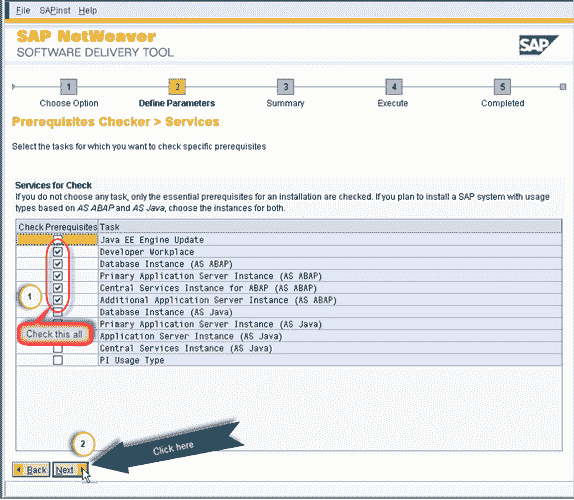 File SAPinst Help
SAP NetWeaver
SOFTWARE DELIVERY TOOL
SAP
1 2 3 4 5
Choose Option Define Parameters Summary Execute Completed
Prerequisites Checker > Services
Select the tasks for which you want to check specific prerequisites
Services for Check
If you do not choose any task, only the essential prerequisites for an installation are checked. If you plan to install a SAP system with usage
types based on AS ABAP and AS Java, choose the instances for both.
Check Prerequisites Task
Java EE Engine Update
Developer Workplace
Database Instance (AS ABAP)
Primary Application Server Instance (AS ABAP)
Central Services Instance for ABAP (AS ABAP)
1 Additional Application Server Instance (AS ABAP)
Database Instance (AS Java)
Primary Application Server Instance (AS Java)
Check this all Application Server Instance (AS Java)
Central Services Instance (AS Java)
PI Usage Type
2 Click here
Back Next